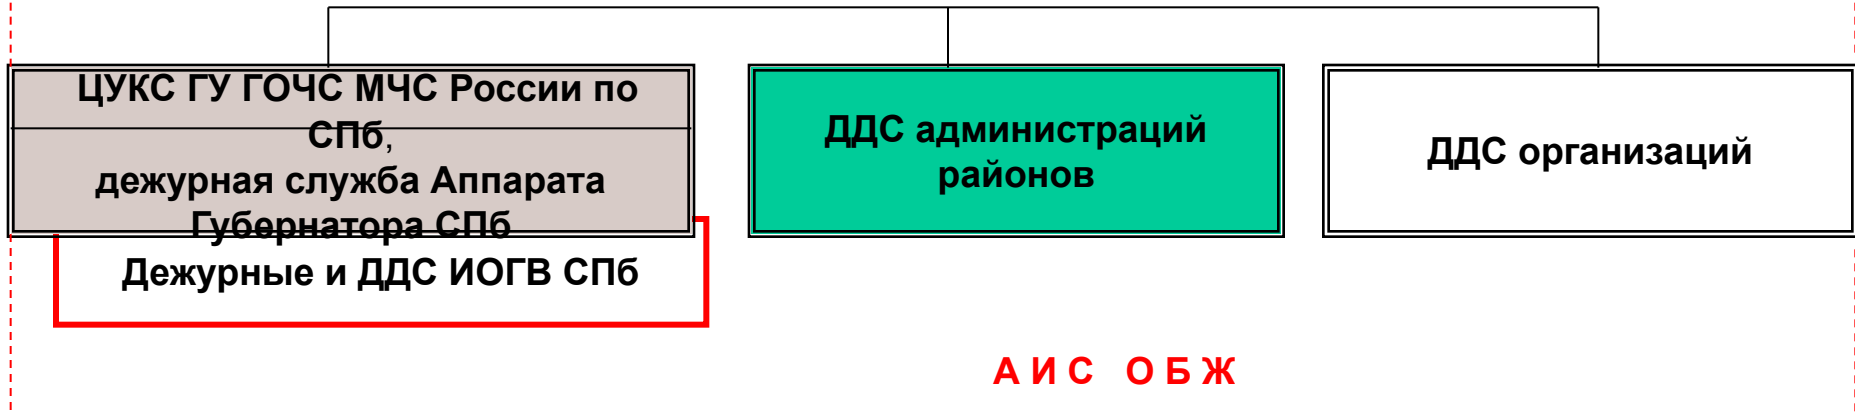 ЦУКС ГУ ГОЧС МЧС России по
СПб,
дежурная служба Аппарата
Губернатора СПб
Дежурные и ДДС ИОГВ СПб
ДДС администраций
районов
ДДС организаций
А И С О Б Ж